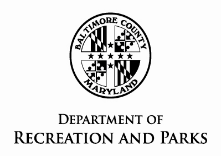 BALTIMORE COUNTY
MARYLAND
DEPARTMENT OF
RECREATION AND PARKS